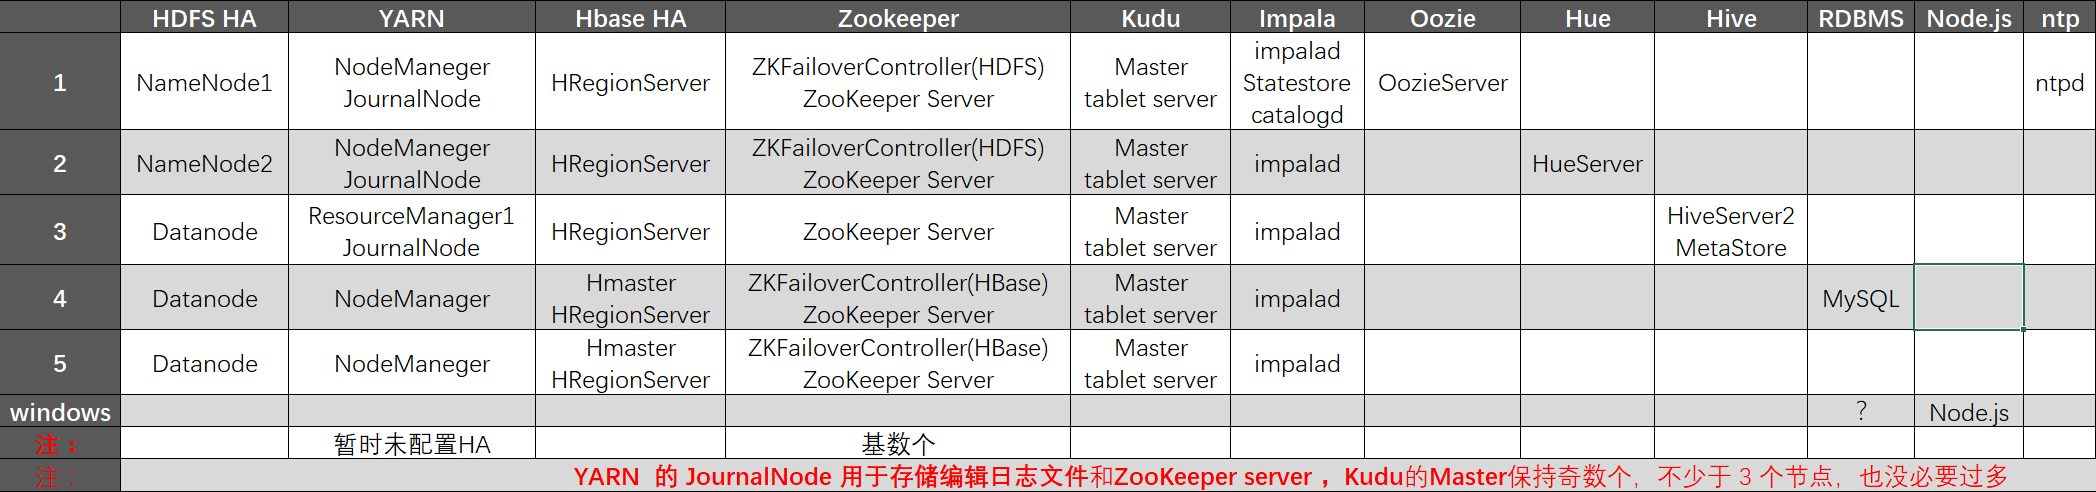 HDFS HA YARN Hbase HA Zookeeper Kudu Impala Oozie Hue Hive RDBMS Node.js ntp
1 NameNode1 NodeManeger JournalNode HRegionServer ZKFailoverController(HDFS) ZooKeeper Server Master tablet server impalad Statestore catalogd OozieServer ntpd
2 NameNode2 NodeManeger JournalNode HRegionServer ZKFailoverController(HDFS) ZooKeeper Server Master tablet server impalad HueServer
3 Datanode ResourceManager1 JournalNode HRegionServer ZooKeeper Server Master tablet server impalad HiveServer2 MetaStore
4 Datanode NodeManager Hmaster HRegionServer ZKFailoverController(HBase) ZooKeeper Server Master tablet server impalad MySQL
5 Datanode NodeManeger Hmaster HRegionServer ZKFailoverController(HBase) ZooKeeper Server Master tablet server impalad
windows ? Node.js
注： 暂时未配置HA 基数个
注： YARN 的 JournalNode 用于存储编辑日志文件和ZooKeeper server ，Kudu的Master保持奇数个，不少于 3 个节点，也没必要过多